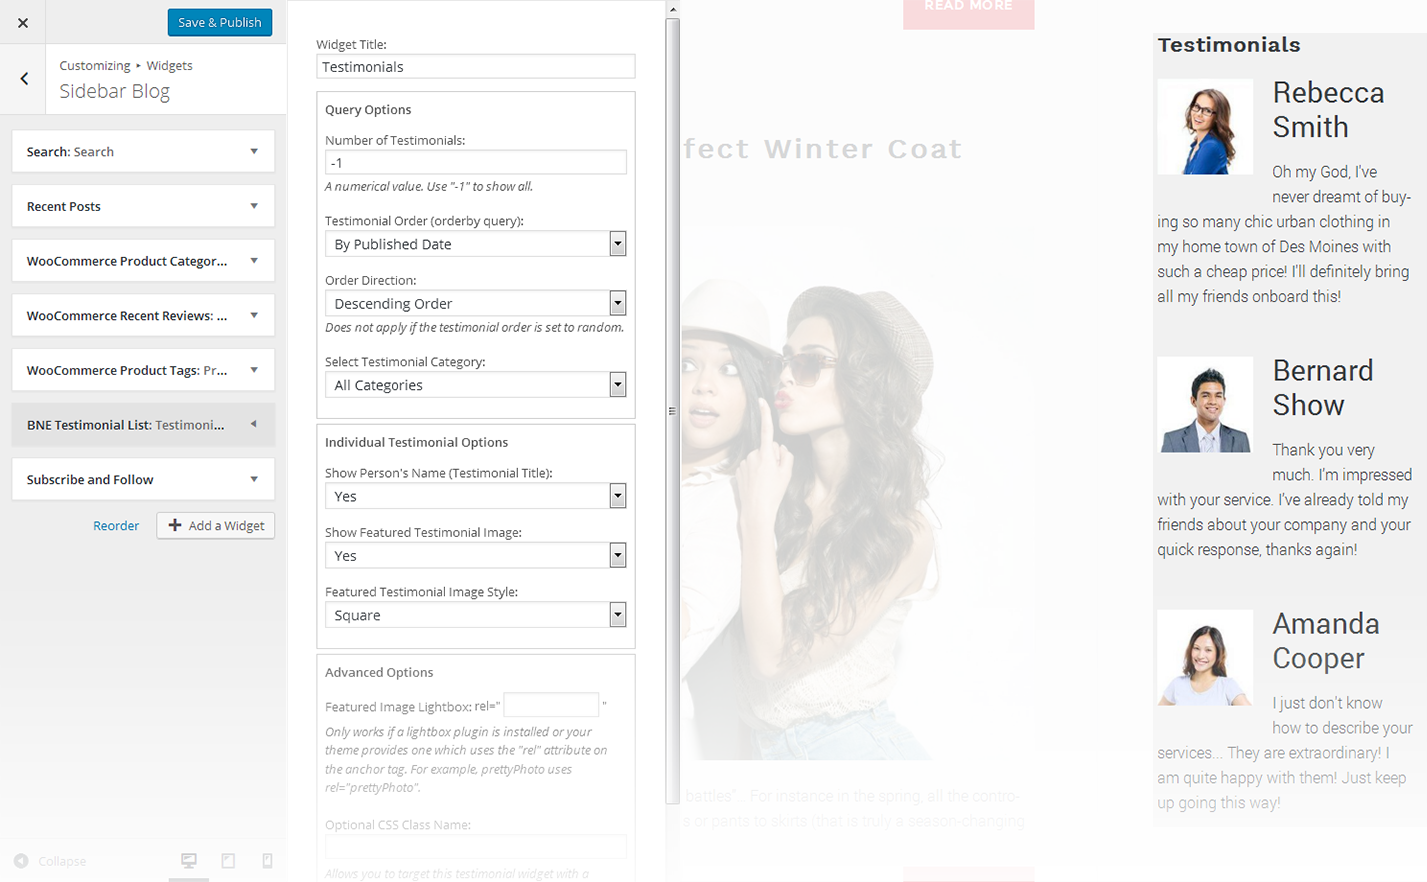 Save & Publish
Customizing ▸ Widgets
Sidebar Blog
Search: Search
Recent Posts
WooCommerce Product Categor...
WooCommerce Recent Reviews: ...
WooCommerce Product Tags: Pr...
BNE Testimonial List: Testimoni...
Subscribe and Follow
Reorder
Add a Widget
Collapse
Widget Title:
Testimonials
Query Options
Number of Testimonials:
-1
A numerical value. Use "-1" to show all.
Testimonial Order (orderby query):
By Published Date
Order Direction:
Descending Order
Does not apply if the testimonial order is set to random.
Select Testimonial Category:
All Categories
Individual Testimonial Options
Show Person's Name (Testimonial Title):
Yes
Show Featured Testimonial Image:
Yes
Featured Testimonial Image Style:
Square
Advanced Options
Featured Image Lightbox: rel=" "
Only works if a lightbox plugin is installed or your
theme provides one which uses the "rel" attribute on
the anchor tag. For example, prettyPhoto uses
rel="prettyPhoto".
Optional CSS Class Name:
Allows you to target this testimonial widget with a
READ MORE
fect Winter Coat
battles"... For instance in the spring, all the contro-
s or pants to skirts (that is truly a season-changing
Testimonials
Rebecca
Smith
Oh my God, I've
never dreamt of buy-
ing so many chic urban clothing in
my home town of Des Moines with
such a cheap price! I'll definitely bring
all my friends onboard this!
Bernard
Show
Thank you very
much. I'm impressed
with your service. I've already told my
friends about your company and your
quick response, thanks again!
Amanda
Cooper
I just don't know
how to describe your
services... They are extraordinary! I
am quite happy with them! Just keep
up going this way!